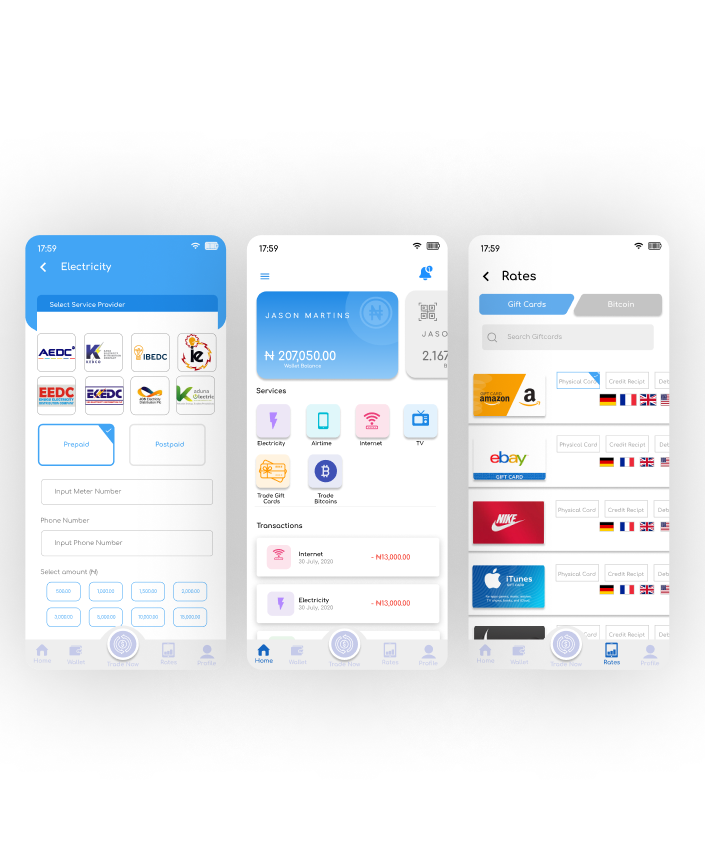 17:59
Electricity
Select Service Provider
AEDC
K
KEDCO
IBEDC
ie
EEDC
EKEDC
Kaduna
Electric
Prepaid
Postpaid
Input Meter Number
Phone Number
Input Phone Number
Select amount (₦)
500.00
1,000.00
1,500.00
2,000.00
5,000.00
10,000.00
15,000.00
Home
Wallet
Trade Now
Rates
Profile
17:59
JASON MARTINS
₦ 207,050.00
Wallet Balance
JASO
2.167
B
Services
Electricity
Airtime
Internet
TV
Trade Gift
Cards
Trade
Bitcoins
Transactions
Internet
30 July, 2020
- ₦13,000.00
Electricity
30 July, 2020
- ₦13,000.00
Home
Wallet
Trade Now
Rates
Profile
17:59
Rates
Gift Cards
Bitcoin
Search Giftcards
GIFT CARD
amazon
a
Physical Card
Credit Recipt
Deb
ebay
GIFT CARD
Physical Card
Credit Recipt
Deb
NIKE
Physical Card
Credit Recipt
Deb
iTunes
GIFT CARD
Physical Card
Credit Recipt
Deb
Card
Credit Recipt
Deb
Home
Wallet
Trade Now
Rates
Profile